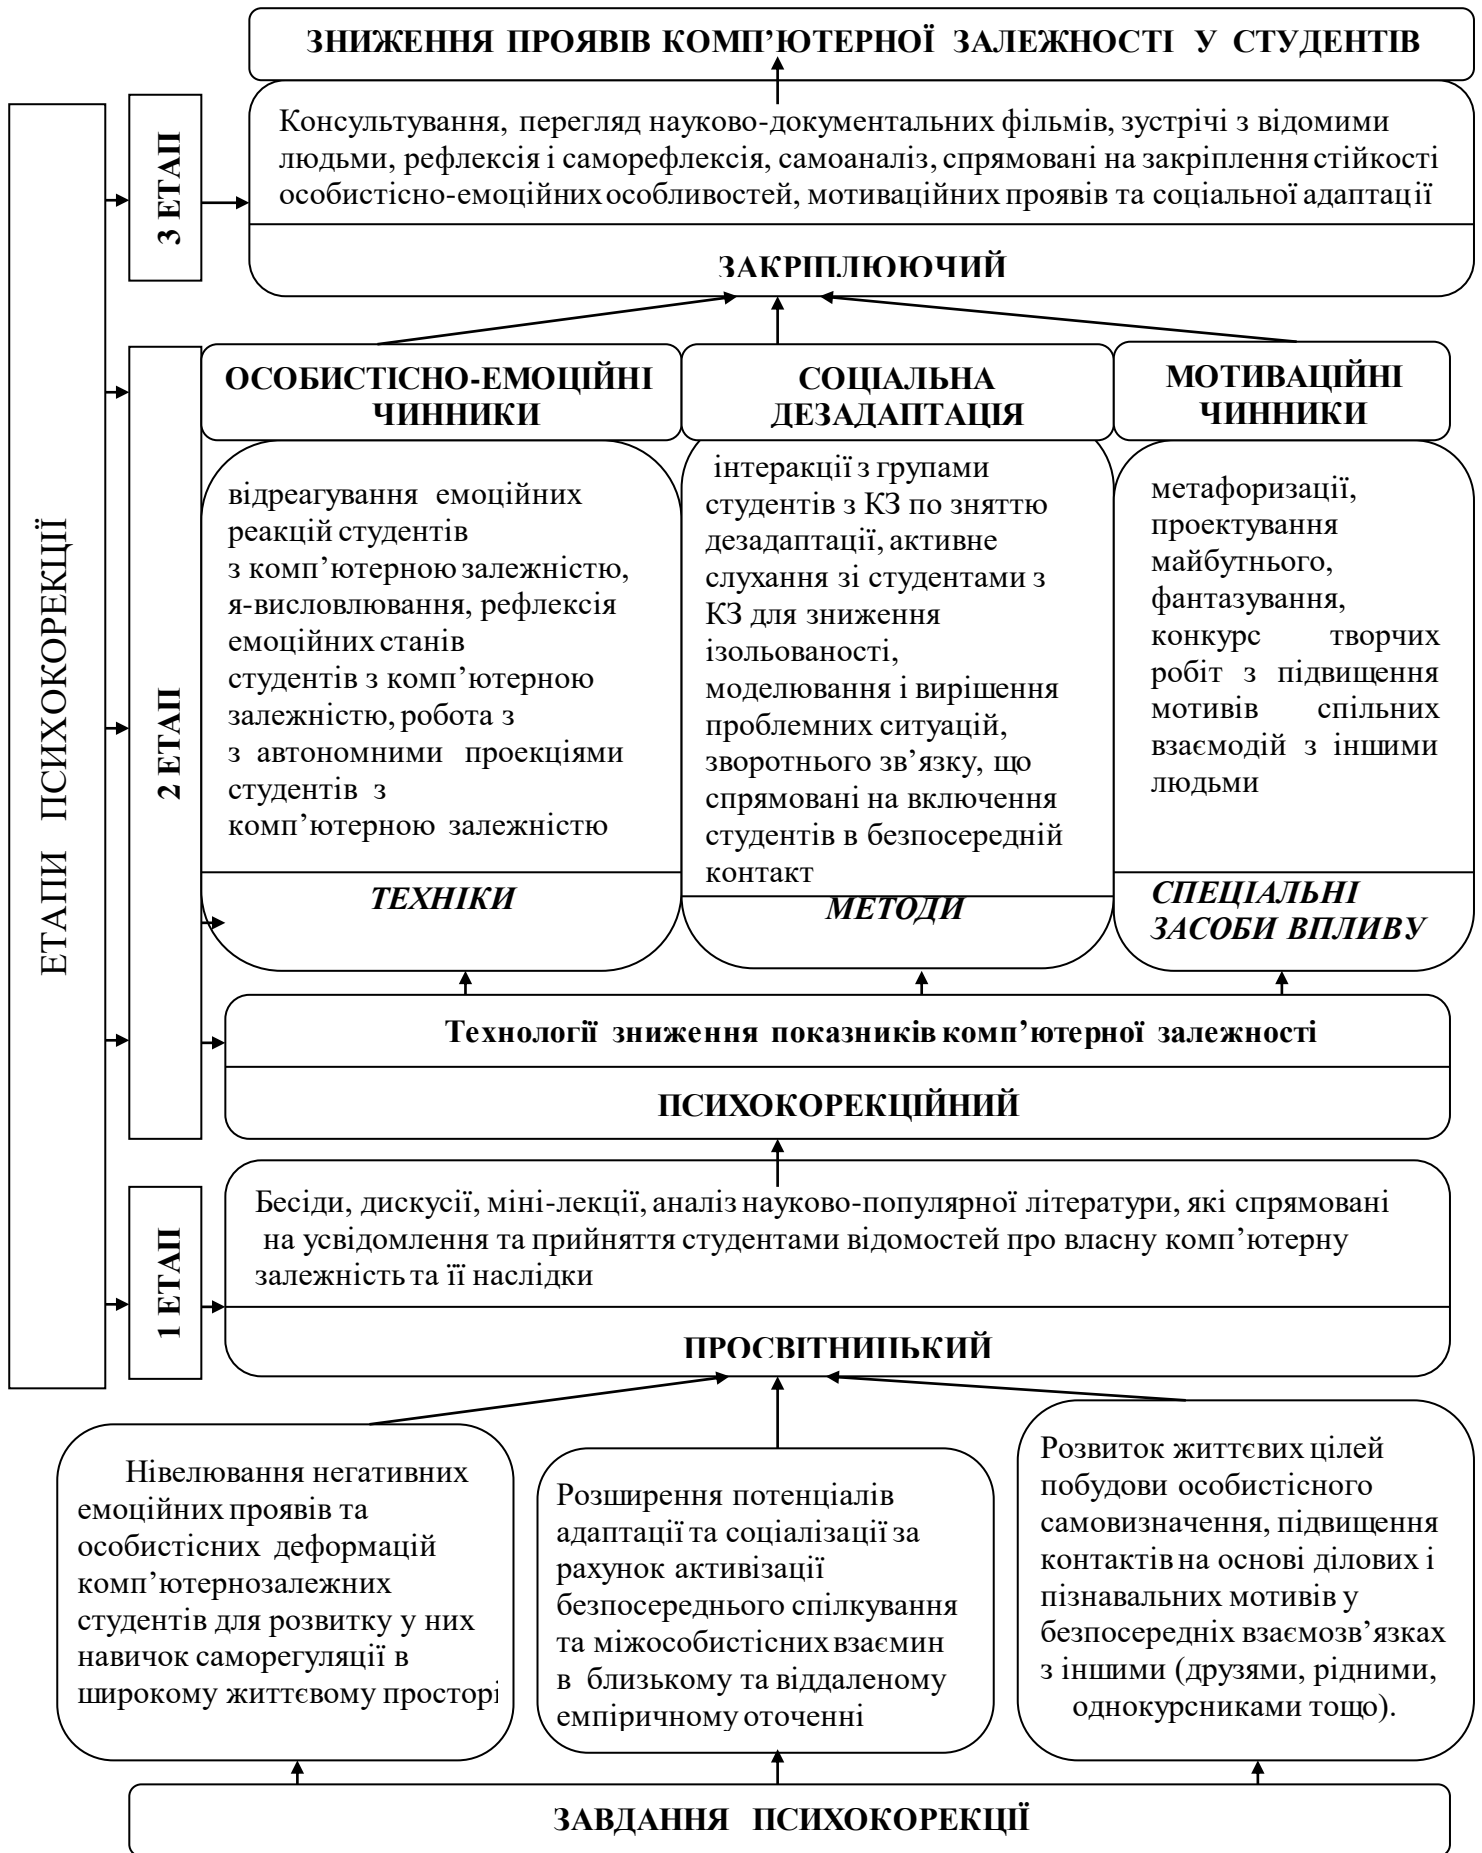 ЗНИЖЕННЯ ПРОЯВІВ КОМП’ЮТЕРНОЇ ЗАЛЕЖНОСТІ У СТУДЕНТІВ
ЕТАПИ ПСИХОКОРЕКЦІЇ
3 ЕТАП
Консультування, перегляд науково-документальних фільмів, зустрічі з відомими
людьми, рефлексія і саморефлексія, самоаналіз, спрямовані на закріплення стійкості
особистісно-емоційних особливостей, мотиваційних проявів та соціальної адаптації
ЗАКРІПЛЮЮЧИЙ
2 ЕТАП
ОСОБИСТІСНО-ЕМОЦІЙНІ
ЧИННИКИ
відреагування емоційних
реакцій студентів
з комп’ютерною залежністю,
я-висловлювання, рефлексія
емоційних станів
студентів з комп’ютерною
залежністю, робота з
з автономними проекціями
студентів з
комп’ютерною залежністю
ТЕХНІКИ
СОЦІАЛЬНА
ДЕЗАДАПТАЦІЯ
інтеракції з групами
студентів з КЗ по зняттю
дезадаптації, активне
слухання зі студентами з
КЗ для зниження
ізольованості,
моделювання і вирішення
проблемних ситуацій,
зворотнього зв’язку, що
спрямовані на включення
студентів в безпосередній
контакт
МЕТОДИ
МОТИВАЦІЙНІ
ЧИННИКИ
метафоризації,
проектування
майбутнього,
фантазування,
конкурс творчих
робіт з підвищення
мотивів спільних
взаємодій з іншими
людьми
СПЕЦІАЛЬНІ
ЗАСОБИ ВПЛИВУ
Технології зниження показників комп’ютерної залежності
ПСИХОКОРЕКЦІЙНИЙ
1 ЕТАП
Бесіди, дискусії, міні-лекції, аналіз науково-популярної літератури, які спрямовані
на усвідомлення та прийняття студентами відомостей про власну комп’ютерну
залежність та її наслідки
ПРОСВІТНИЦЬКИЙ
Нівелювання негативних
емоційних проявів та
особистісних деформацій
комп’ютернозалежних
студентів для розвитку у них
навичок саморегуляції в
широкому життєвому просторі
Розширення потенціалів
адаптації та соціалізації за
рахунок активізації
безпосереднього спілкування
та міжособистісних взаємин
в близькому та віддаленому
емпіричному оточенні
Розвиток життєвих цілей
побудови особистісного
самовизначення, підвищення
контактів на основі ділових і
пізнавальних мотивів у
безпосередніх взаємозв’язках
з іншими (друзями, рідними,
однокурсниками тощо).
ЗАВДАННЯ ПСИХОКОРЕКЦІЇ